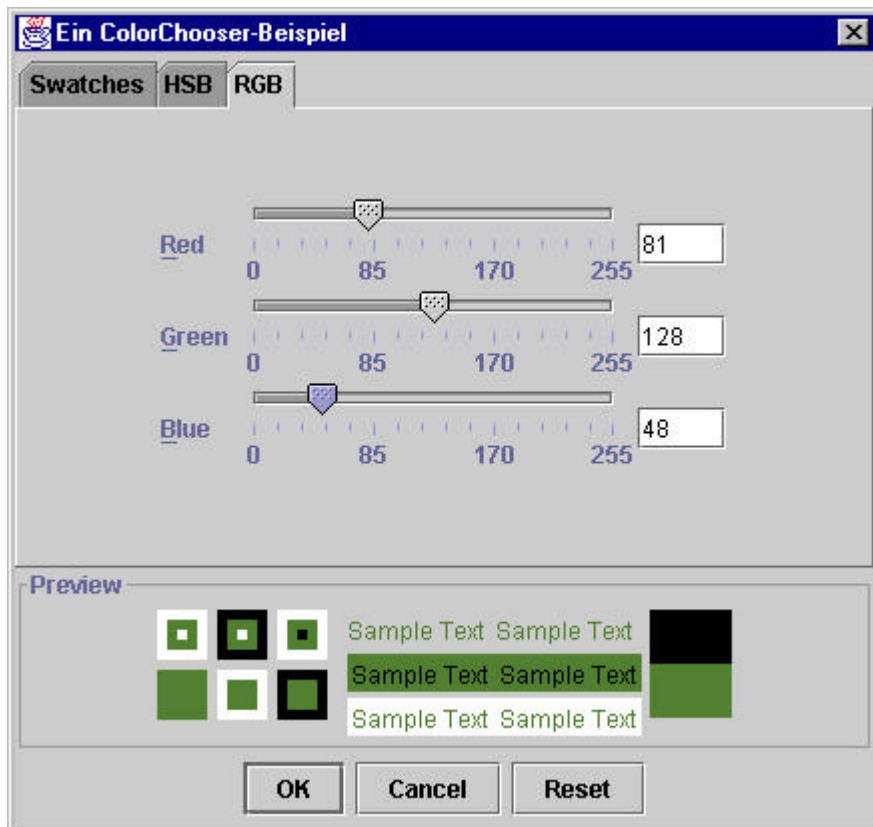 Ein ColorChooser-Beispiel
Swatches HSB RGB
Red 81
0 85 170 255
Green 128
0 85 170 255
Blue 48
0 85 170 255
Preview
Sample Text Sample Text
Sample Text Sample Text
Sample Text Sample Text
OK Cancel Reset